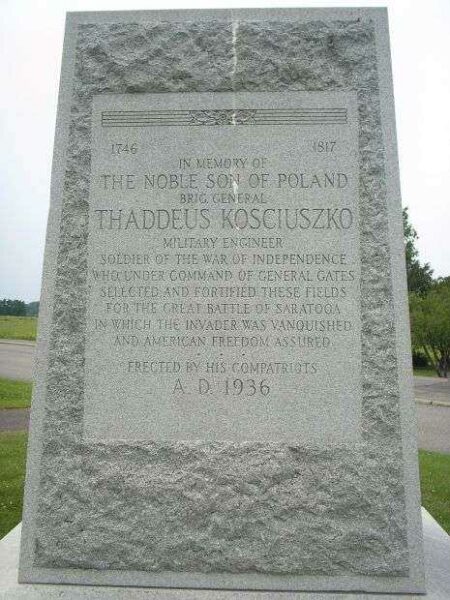 1746 1817
IN MEMORY OF
THE NOBLE SON OF POLAND
BRIG. GENERAL
THADDEUS KOSCIUSZKO
MILITARY ENGINEER
SOLDIER OF THE WAR OF INDEPENDENCE
WHO UNDER COMMAND OF GENERAL GATES
SELECTED AND FORTIFIED THESE FIELDS
FOR THE GREAT BATTLE OF SARATOGA
IN WHICH THE INVADER WAS VANQUISHED
AND AMERICAN FREEDOM ASSURED
ERECTED BY HIS COMPATRIOTS
A. D. 1936